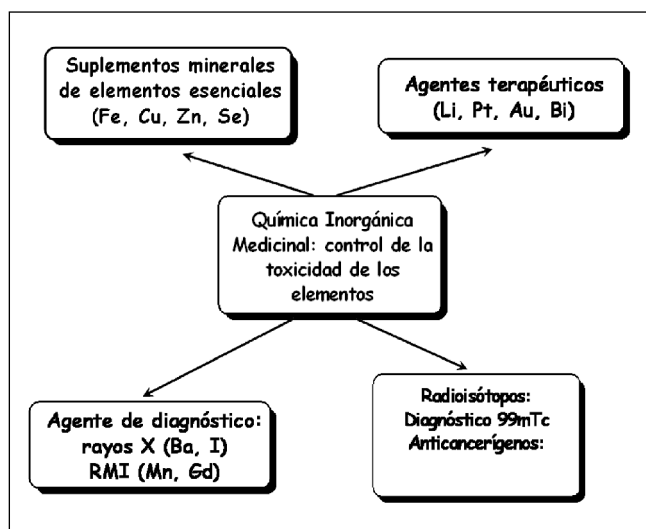 Suplementos minerales
de elementos esenciales
(Fe, Cu, Zn, Se)
Agentes terapéuticos
(Li, Pt, Au, Bi)
Química Inorgánica
Medicinal: control de la
toxicidad de los
elementos
Agente de diagnóstico:
rayos X (Ba, I)
RMI (Mn, Gd)
Radioisótopos:
Diagnóstico 99mTc
Anticancerígenos: